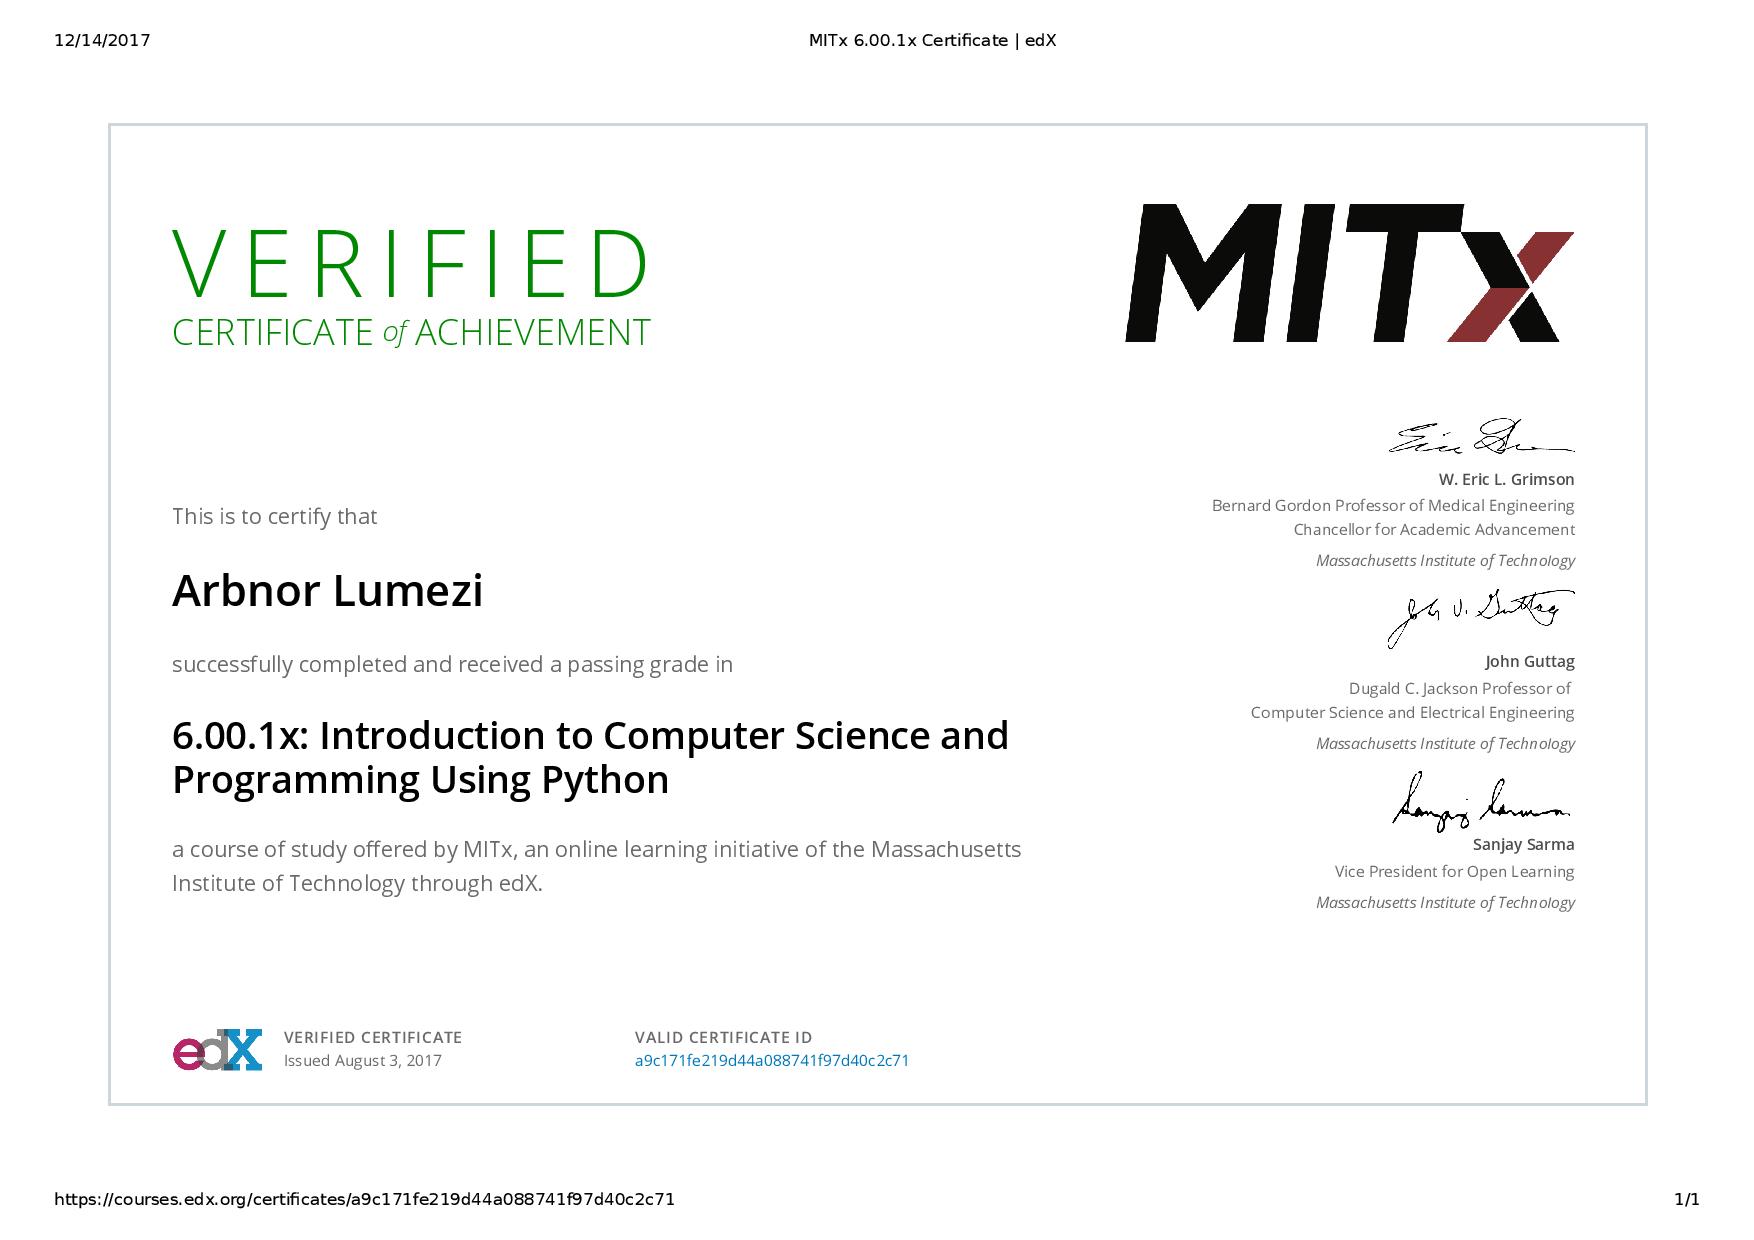 12/14/2017
MITx 6.00.1x Certificate | edX
VERIFIED
CERTIFICATE of ACHIEVEMENT
MITx
This is to certify that
Arbnor Lumezi
successfully completed and received a passing grade in
6.00.1x: Introduction to Computer Science and
Programming Using Python
a course of study offered by MITx, an online learning initiative of the Massachusetts
Institute of Technology through edX.
W. Eric L. Grimson
Bernard Gordon Professor of Medical Engineering
Chancellor for Academic Advancement
Massachusetts Institute of Technology
John V. Guttag
John Guttag
Dugald C. Jackson Professor of
Computer Science and Electrical Engineering
Massachusetts Institute of Technology
Sanjay Sarma
Sanjay Sarma
Vice President for Open Learning
Massachusetts Institute of Technology
edX
VERIFIED CERTIFICATE
Issued August 3, 2017
VALID CERTIFICATE ID
a9c171fe219d44a088741f97d40c2c71
https://courses.edx.org/certificates/a9c171fe219d44a088741f97d40c2c71
1/1